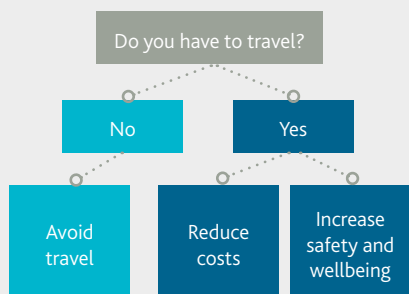 Do you have to travel?
No
Yes
Avoid
travel
Reduce
costs
Increase
safety and
wellbeing